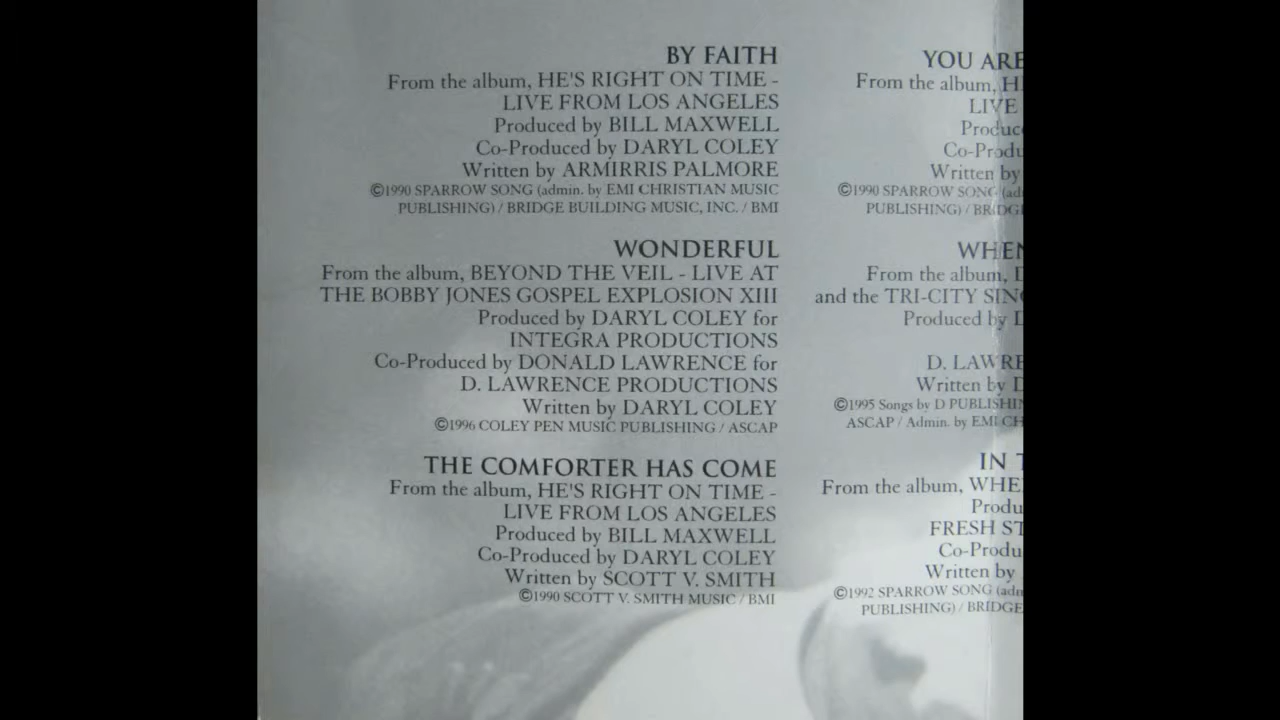 BY FAITH
From the album, HE'S RIGHT ON TIME -
LIVE FROM LOS ANGELES
Produced by BILL MAXWELL
Co-Produced by DARYL COLEY
Written by ARMIRRIS PALMORE
©1990 SPARROW SONG (admin. by EMI CHRISTIAN MUSIC
PUBLISHING) / BRIDGE BUILDING MUSIC, INC. / BMI
WONDERFUL
From the album, BEYOND THE VEIL - LIVE AT
THE BOBBY JONES GOSPEL EXPLOSION XIII
Produced by DARYL COLEY for
INTEGRA PRODUCTIONS
Co-Produced by DONALD LAWRENCE for
D. LAWRENCE PRODUCTIONS
Written by DARYL COLEY
©1996 COLEY PEN MUSIC PUBLISHING / ASCAP
THE COMFORTER HAS COME
From the album, HE'S RIGHT ON TIME -
LIVE FROM LOS ANGELES
Produced by BILL MAXWELL
Co-Produced by DARYL COLEY
Written by SCOTT V. SMITH
©1990 SCOTT V. SMITH MUSIC / BMI
YOU ARE
From the album,
LIVE
Written by
©1990 SPARROW SONG
PUBLISHING) /
From the album,
and the TRI-CITY
Produced by
D.
Written by
©1995 Songs by D
ASCAP / Admin. by EMI
IN
From the album,
FRESH
Written by
©1992 SPARROW SONG
PUBLISHING) / BRIDGE